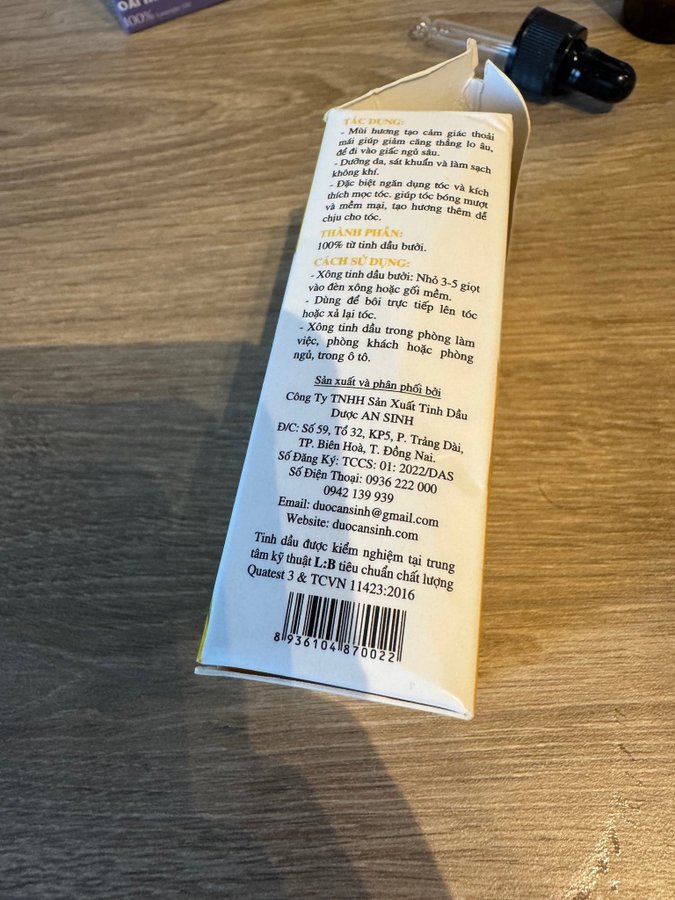 100% Lavender Oil
TÁC DỤNG:
- Mùi hương tạo cảm giác thoải
mái giúp giảm căng thẳng lo âu,
để đi vào giấc ngủ sâu.
- Dưỡng da, sát khuẩn và làm sạch
không khí.
- Đặc biệt ngăn dụng tóc và kích
thích mọc tóc. giúp tóc bóng mượt
và mềm mại, tạo hương thêm dễ
chịu cho tóc.
THÀNH PHẦN:
100% từ tinh dầu bưởi.
CÁCH SỬ DỤNG:
- Xông tinh dầu bưởi: Nhỏ 3-5 giọt
vào đèn xông hoặc gối mềm.
- Dùng để bôi trực tiếp lên tóc
hoặc xả lại tóc.
- Xông tinh dầu trong phòng làm
việc, phòng khách hoặc phòng
ngủ, trong ô tô.
Sản xuất và phân phối bởi
Công Ty TNHH Sản Xuất Tinh Dầu
Dược AN SINH
Đ/C: Số 59, Tổ 32, KP5, P. Trảng Dài,
TP. Biên Hoà, T. Đồng Nai.
Số Đăng Ký: TCCS: 01: 2022/DAS
Số Điện Thoại: 0936 222 000
0942 139 939
Email: duocansinh@gmail.com
Website: duocansinh.com
Tinh dầu được kiểm nghiệm tại trung
tâm kỹ thuật L:B tiêu chuẩn chất lượng
Quatest 3 & TCVN 11423:2016
8 936104 870022